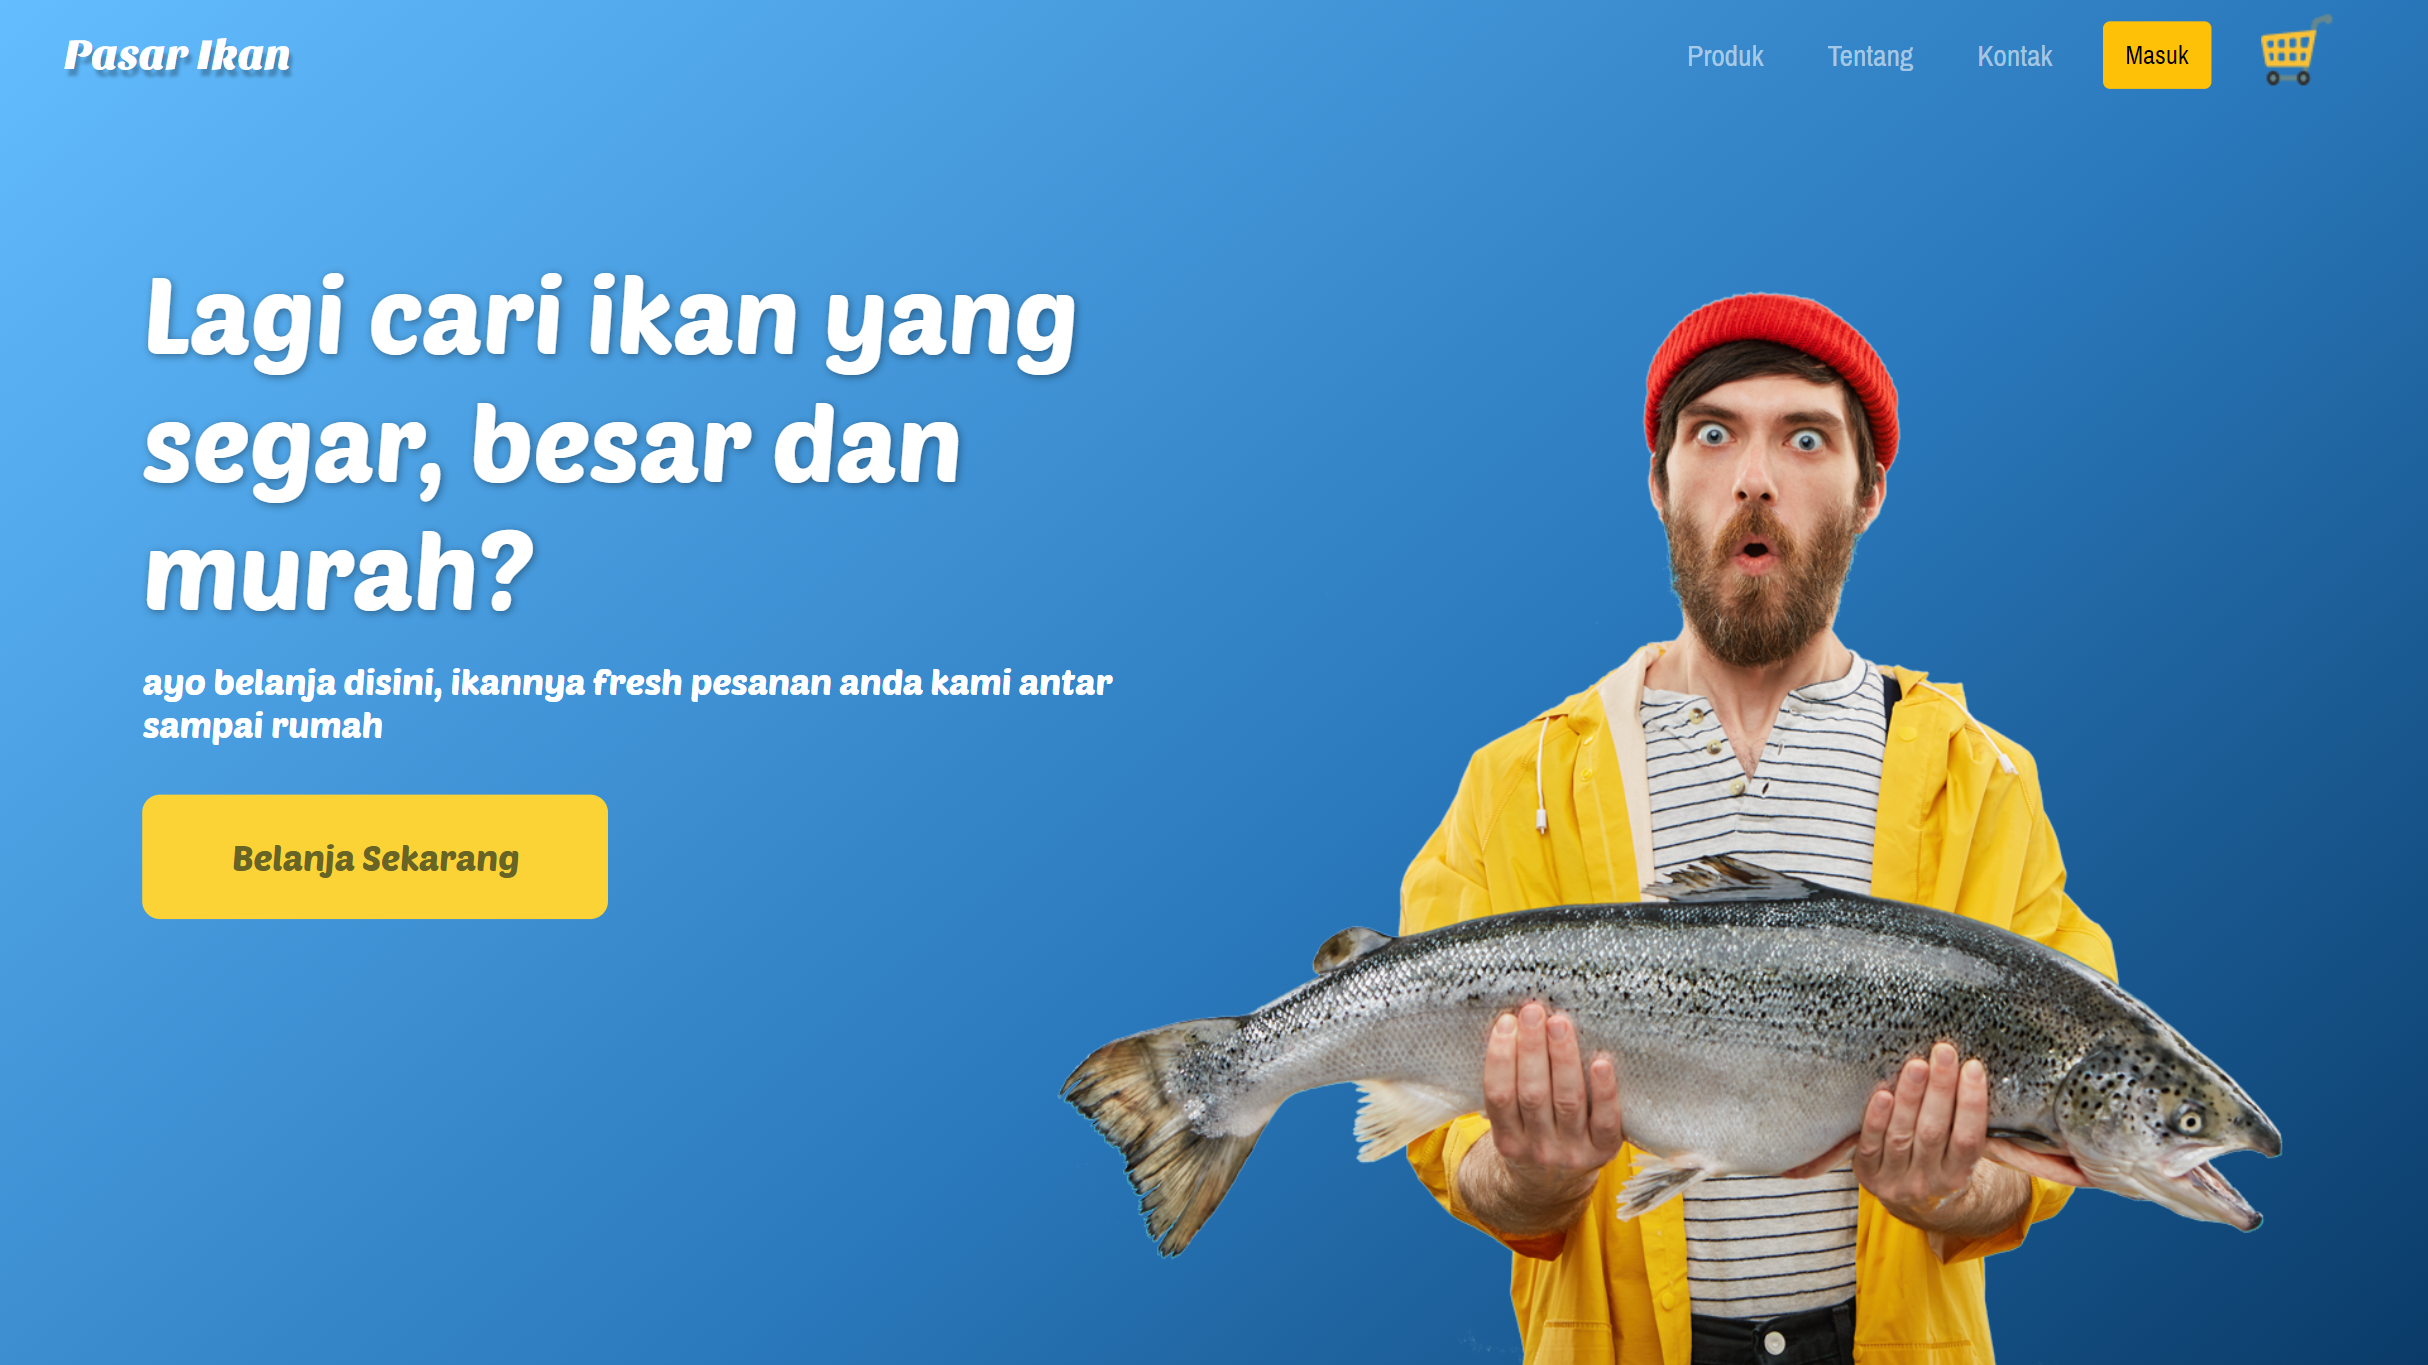 Pasar Ikan
Produk
Tentang
Kontak
Masuk
Lagi cari ikan yang
segar, besar dan
murah?
ayo belanja disini, ikannya fresh pesanan anda kami antar
sampai rumah
Belanja Sekarang